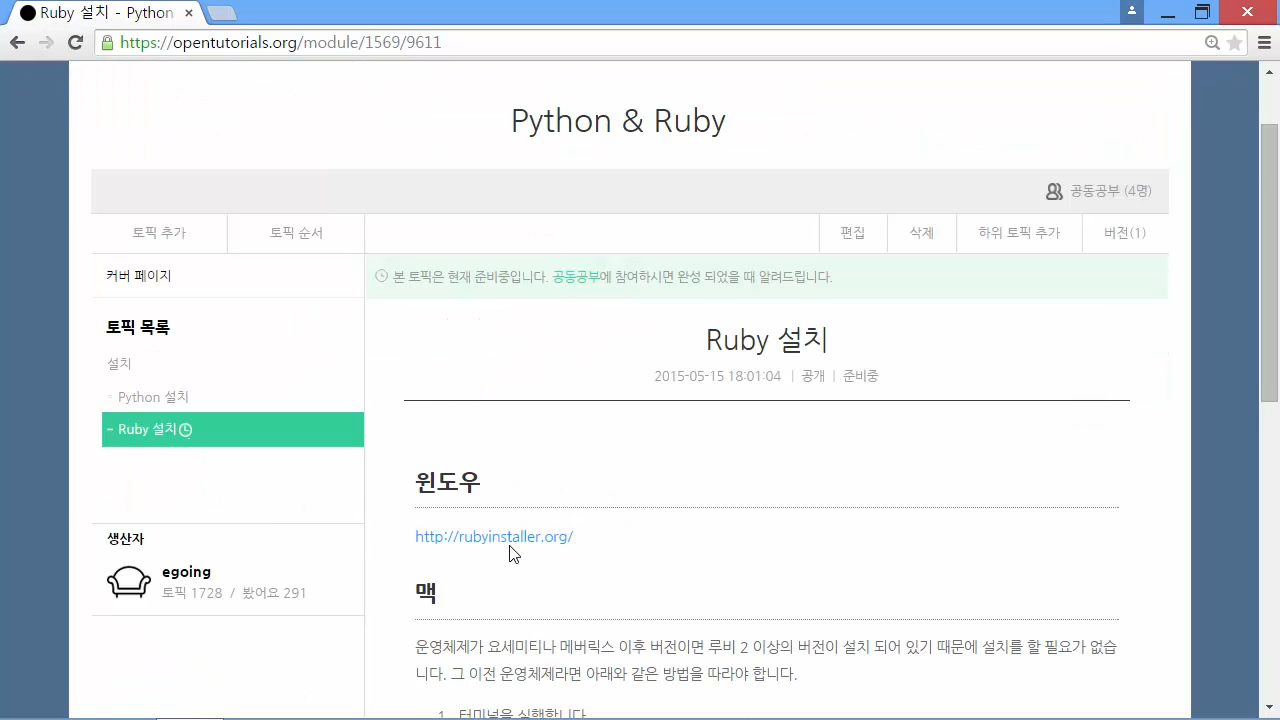 Ruby 설치 - Python
https://opentutorials.org/module/1569/9611
Python & Ruby
공동공부 (4명)
토픽 추가
토픽 순서
편집
삭제
하위 토픽 추가
버전(1)
커버 페이지
본 토픽은 현재 준비중입니다. 공동공부에 참여하시면 완성 되었을 때 알려드립니다.
토픽 목록
설치
Python 설치
- Ruby 설치
생산자
egoing
토픽 1728 / 봤어요 291
Ruby 설치
2015-05-15 18:01:04 | 공개 | 준비중
윈도우
http://rubyinstaller.org/
맥
운영체제가 요세미티나 메버릭스 이후 버전이면 루비 2 이상의 버전이 설치 되어 있기 때문에 설치를 할 필요가 없습
니다. 그 이전 운영체제라면 아래와 같은 방법을 따라야 합니다.
1. 터미널을 실행합니다